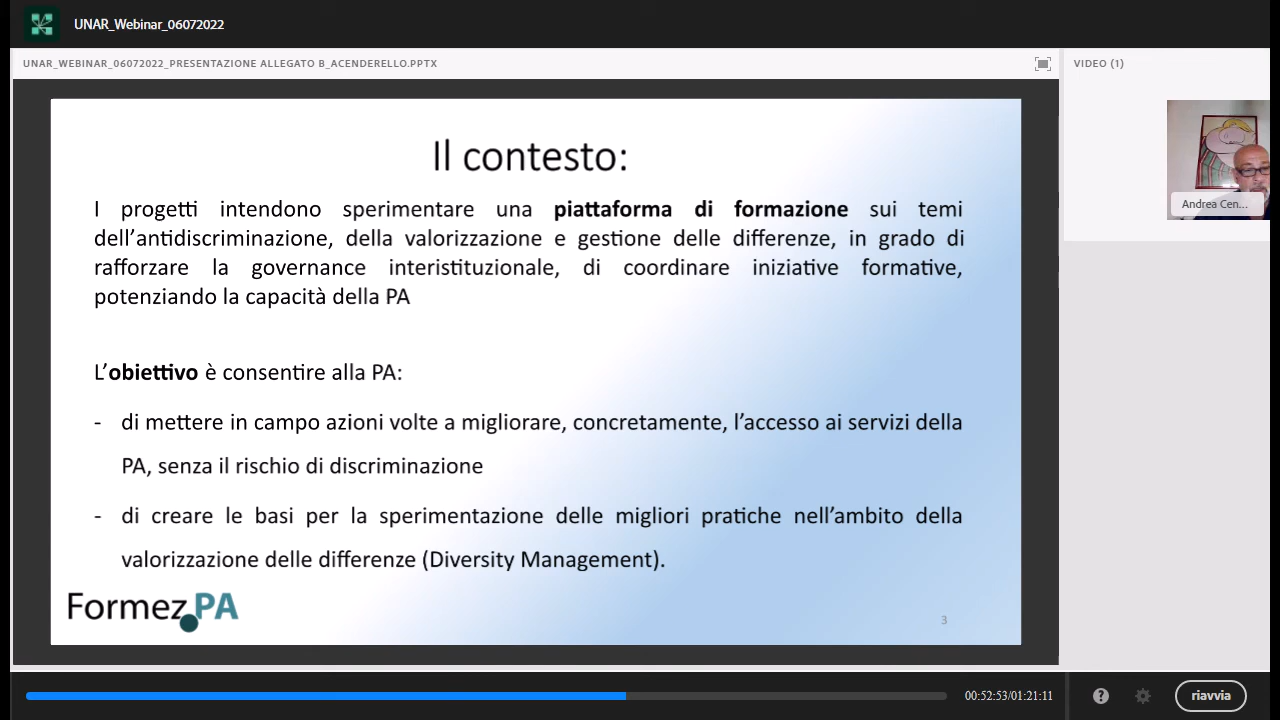 UNAR_Webinar_06072022
UNAR_WEBINAR_06072022_PRESENTAZIONE ALLEGATO B_ACENDERELLO.PPTX
VIDEO (1)
Il contesto:
I progetti intendono sperimentare una piattaforma di formazione sui temi
dell’antidiscriminazione, della valorizzazione e gestione delle differenze, in grado di
rafforzare la governance interistituzionale, di coordinare iniziative formative,
potenziando la capacità della PA
L’obiettivo è consentire alla PA:
- di mettere in campo azioni volte a migliorare, concretamente, l’accesso ai servizi della
PA, senza il rischio di discriminazione
- di creare le basi per la sperimentazione delle migliori pratiche nell’ambito della
valorizzazione delle differenze (Diversity Management).
Formez PA
3
Andrea Cen...
00:52:53/01:21:11
riavvia